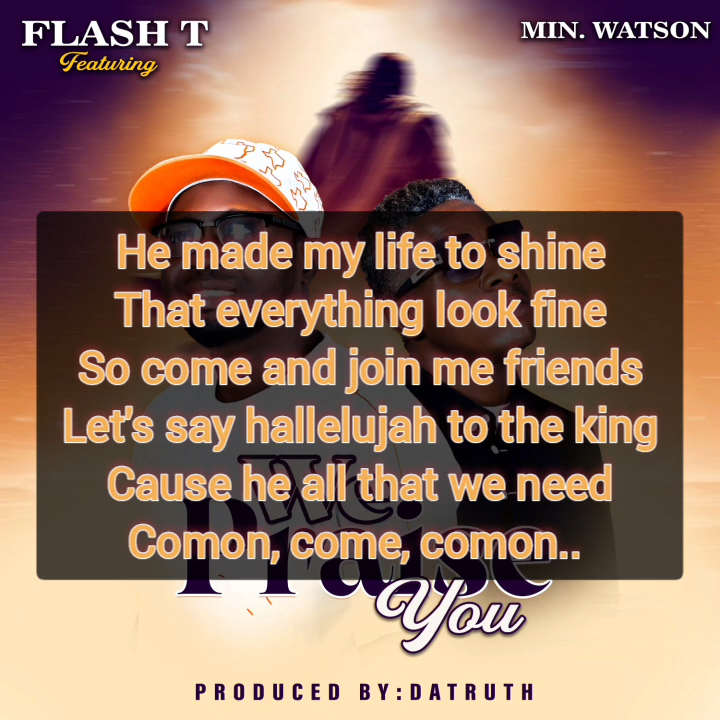 FLASH T
Featuring
MIN. WATSON
He made my life to shine
That everything look fine
So come and join me friends
Let's say hallelujah to the king
Cause he all that we need
Comon, come, comon..
We
Praise
You
PRODUCED BY:DATRUTH